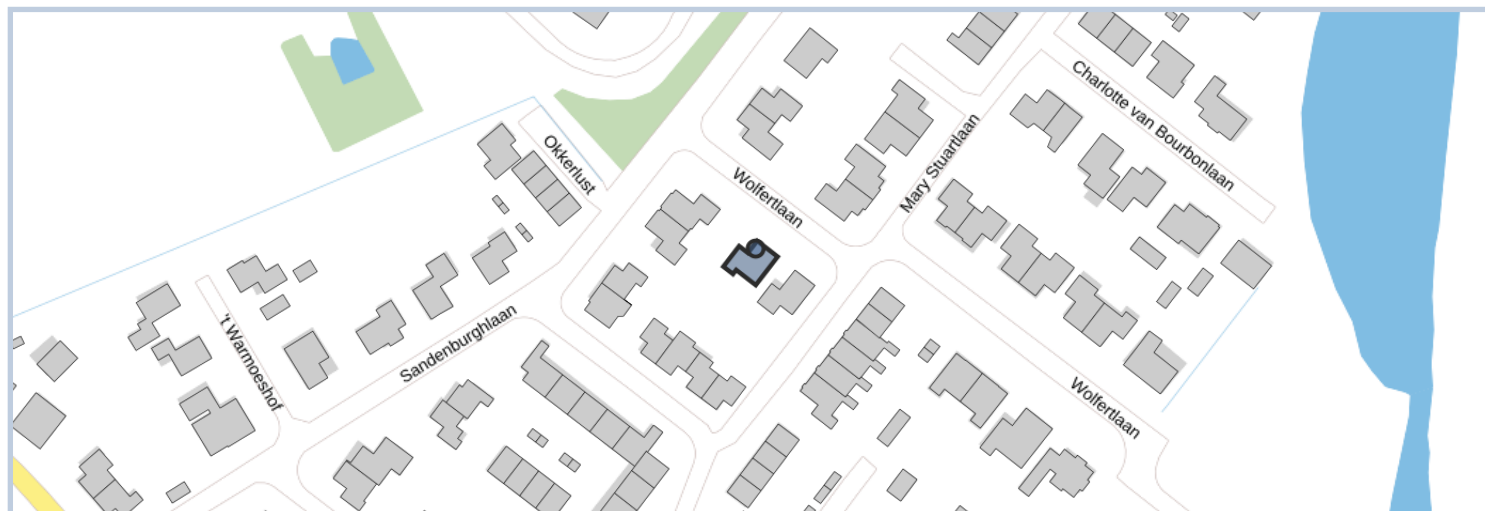 Charlotte van Bourbonlaan
Okkerlust
Mary Stuartlaan
Wolfertlaan
't Warmoeshof
Sandenburghlaan
Wolfertlaan